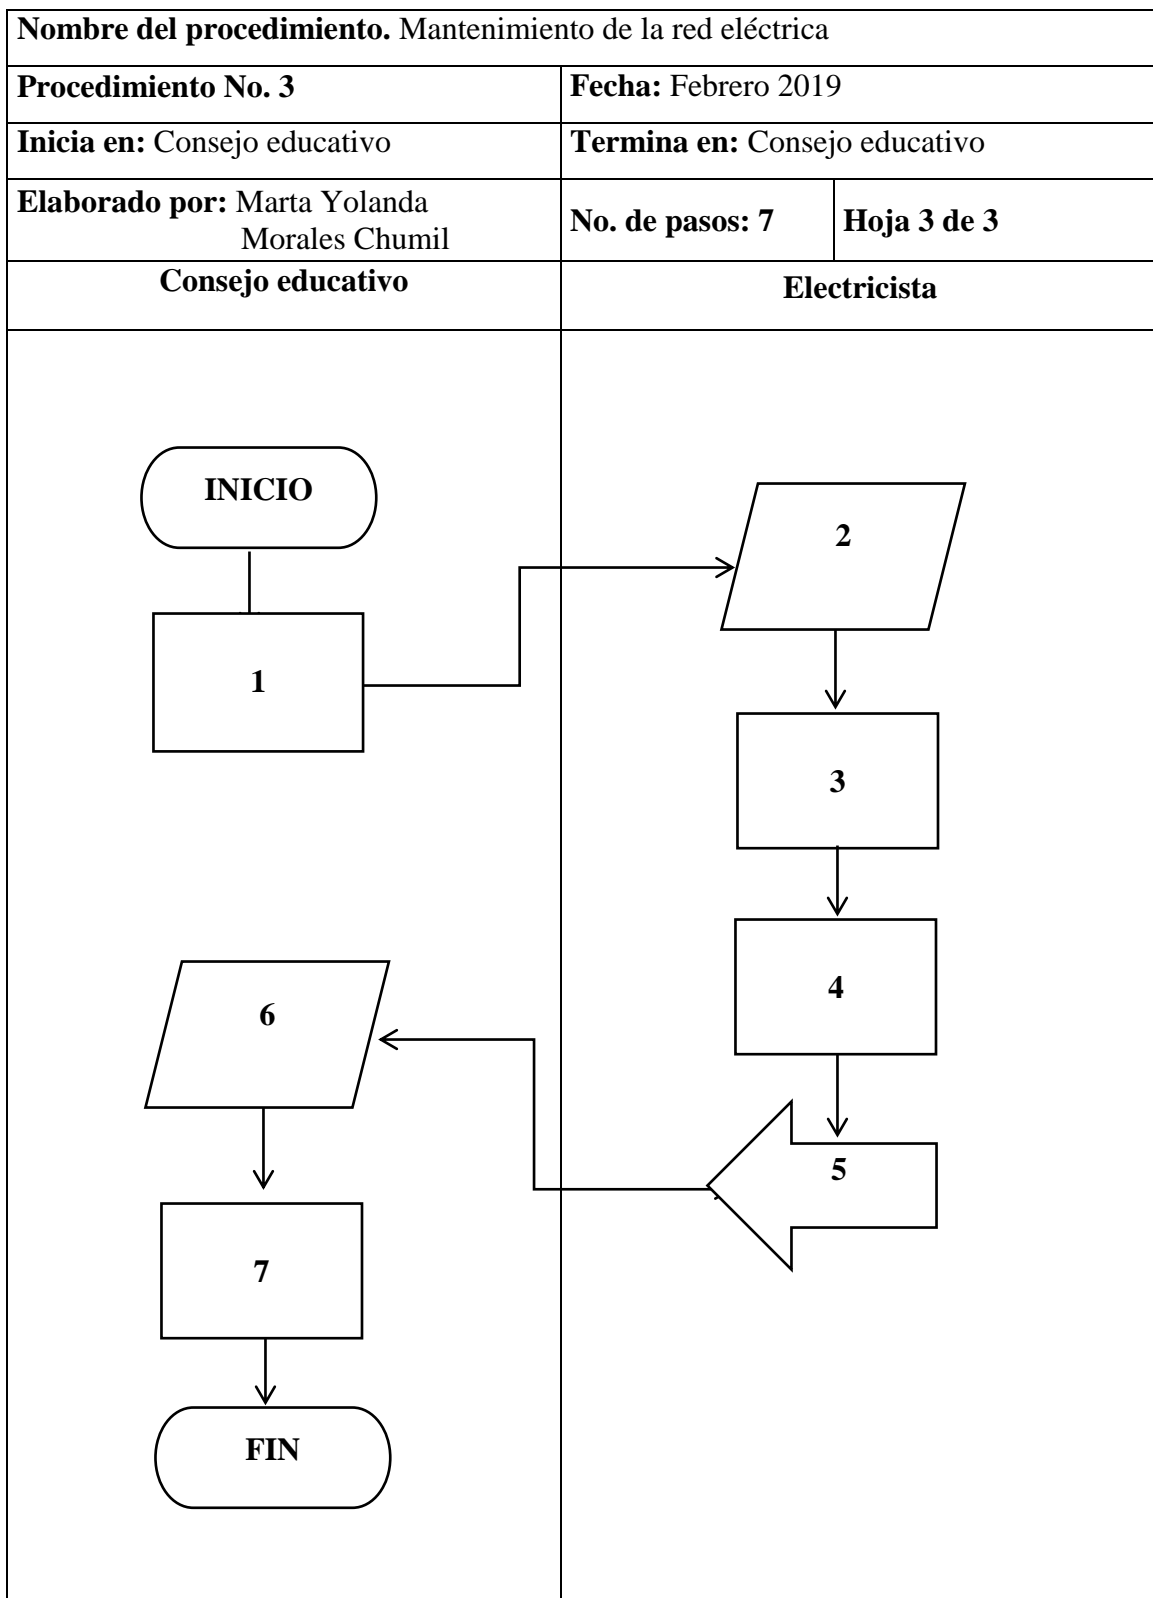 Nombre del procedimiento. Mantenimiento de la red eléctrica
Procedimiento No. 3
Fecha: Febrero 2019
Inicia en: Consejo educativo
Termina en: Consejo educativo
Elaborado por: Marta Yolanda
Morales Chumil
No. de pasos: 7
Hoja 3 de 3
Consejo educativo
Electricista
INICIO
1
2
3
4
5
6
7
FIN